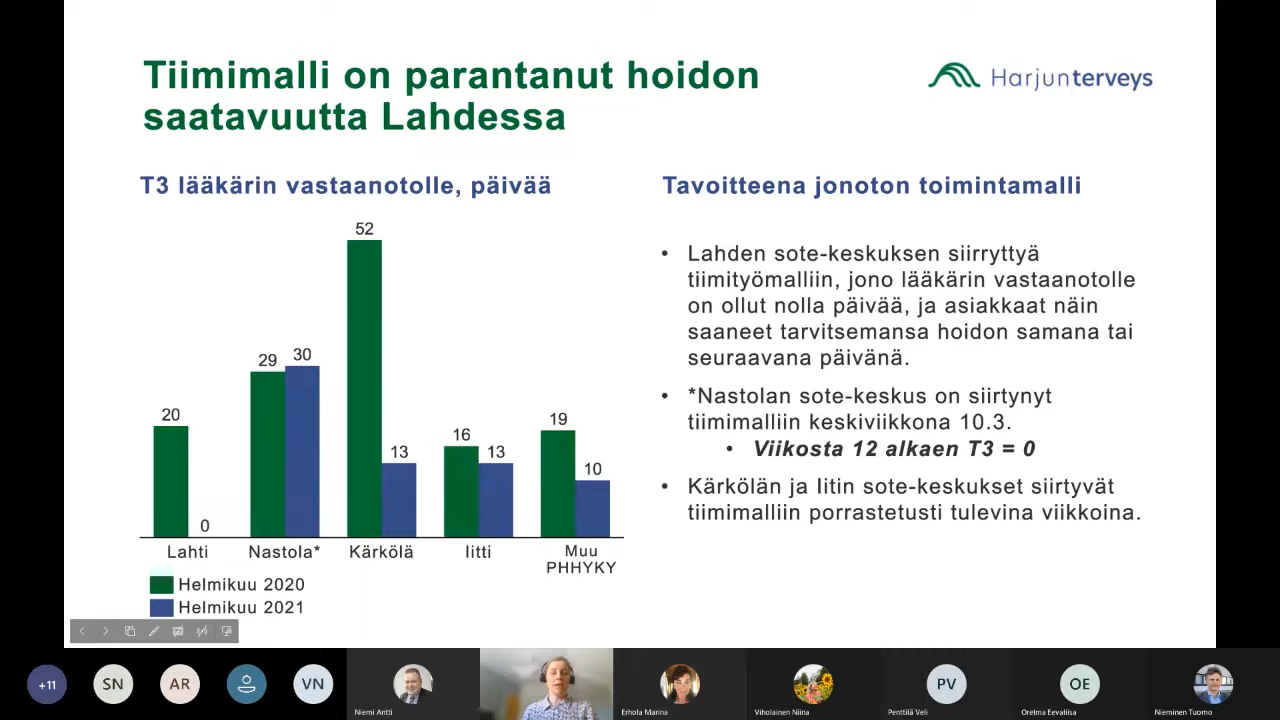 Tiimimalli on parantanut hoidon
saatavuutta Lahdessa
Harjunterveys
T3 lääkärin vastaanotolle, päivää
20
0
29
30
52
13
16
13
19
10
Lahti
Nastola*
Kärkölä
Iitti
Muu
PHHYKY
Helmikuu 2020
Helmikuu 2021
Tavoitteena jonoton toimintamalli
• Lahden sote-keskuksen siirryttyä
tiimityömalliin, jono lääkärin vastaanotolle
on ollut nolla päivää, ja asiakkaat näin
saaneet tarvitsemansa hoidon samana tai
seuraavana päivänä.
• *Nastolan sote-keskus on siirtynyt
tiimimalliin keskiviikkona 10.3.
• Viikosta 12 alkaen T3 = 0
• Kärkölän ja Iitin sote-keskukset siirtyvät
tiimimalliin porrastetusti tulevina viikkoina.
+11
SN
AR
VN
Niemi Antti
Erhola Marina
Viholainen Niina
PV
Penttilä Veli
OE
Orelma Eevaliisa
Nieminen Tuomo